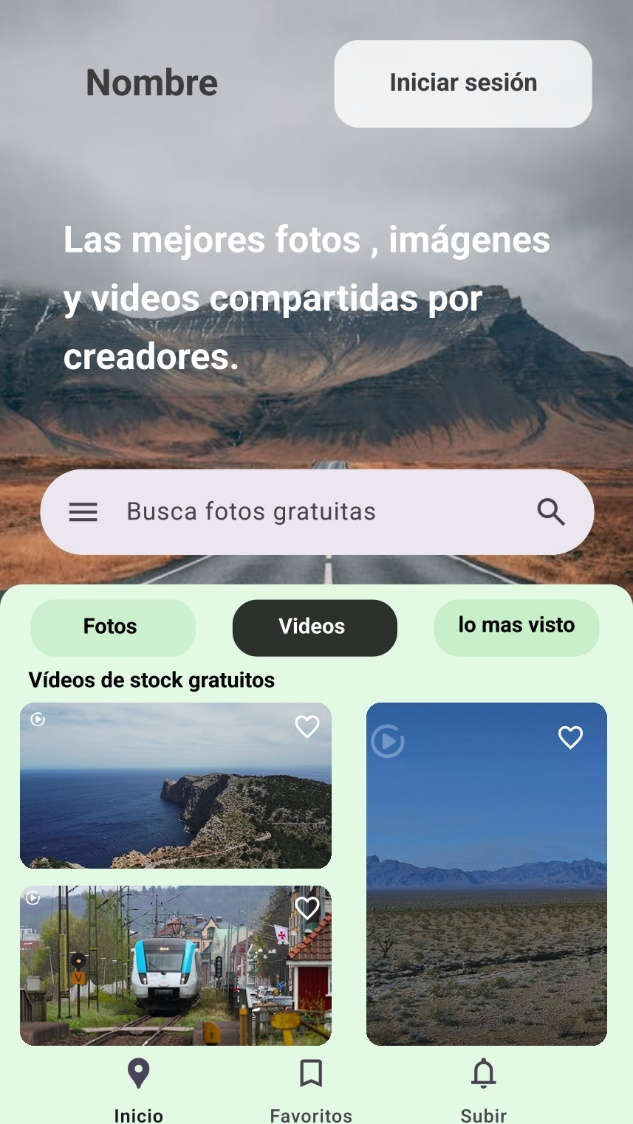 Nombre
Iniciar sesión
Las mejores fotos , imágenes
y videos compartidas por
creadores.
Busca fotos gratuitas
Fotos
Videos
lo mas visto
Vídeos de stock gratuitos
Inicio
Favoritos
Subir